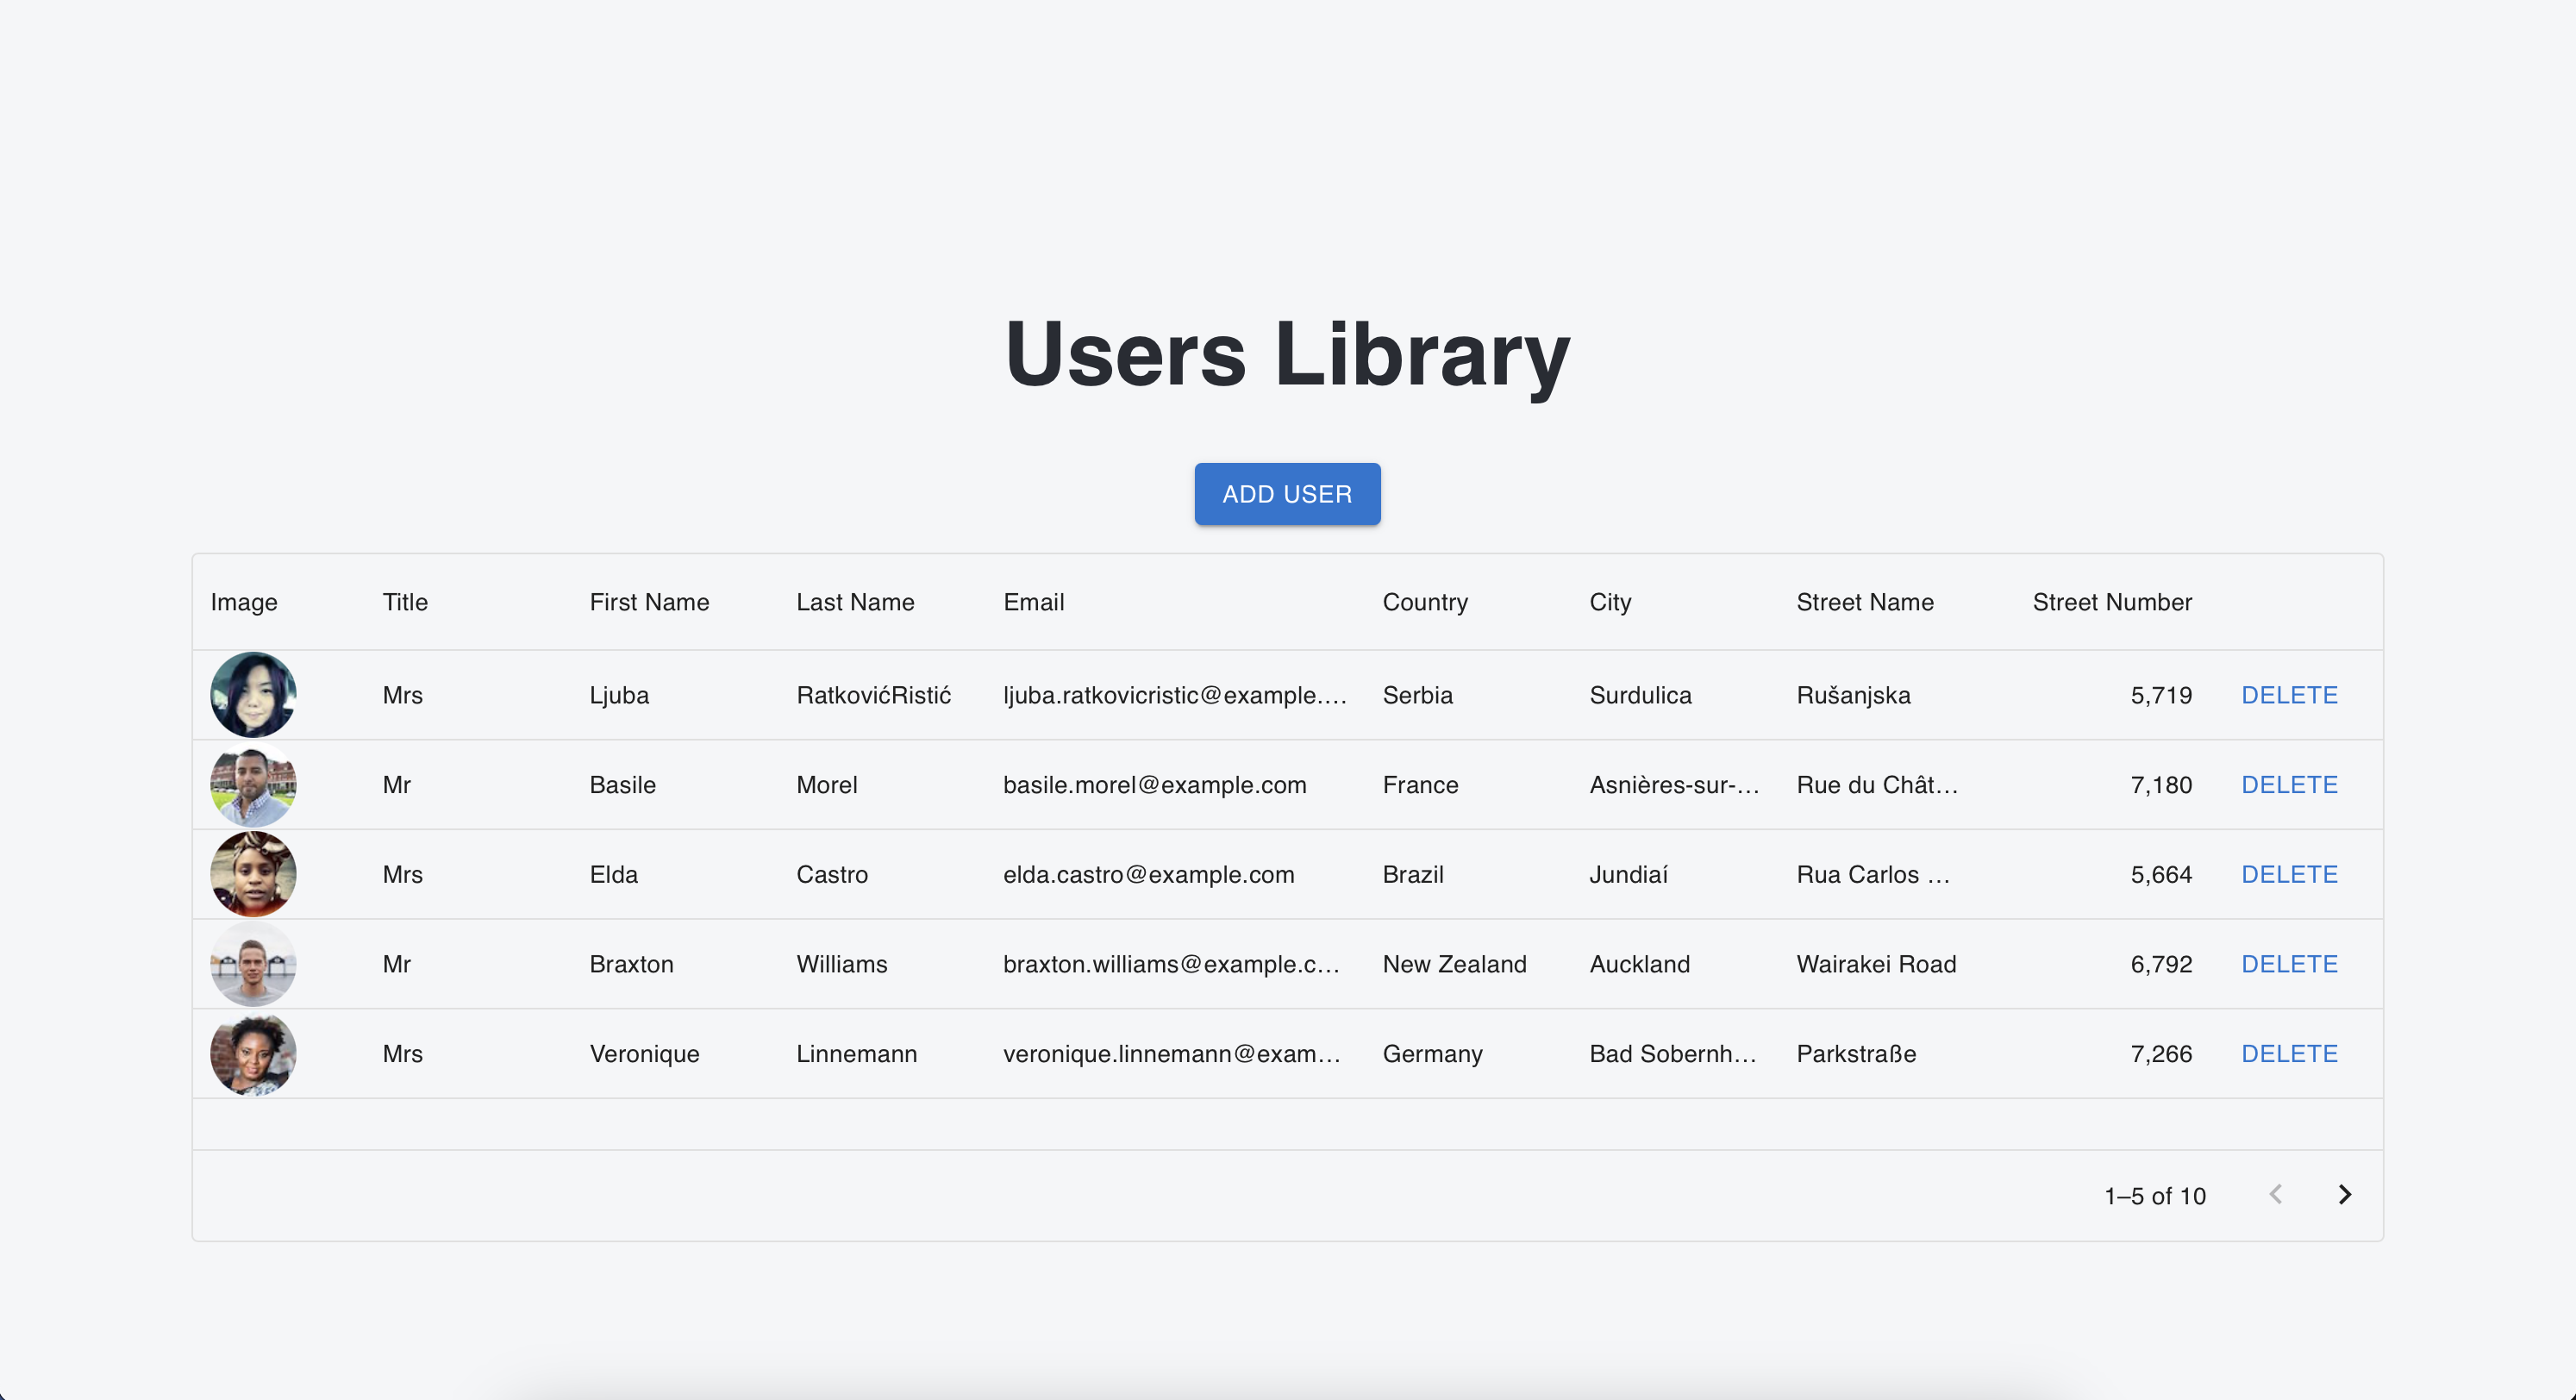 Users Library
ADD USER
Image Title First Name Last Name Email Country City Street Name Street Number
Mrs Ljuba RatkovićRistić ljuba.ratkovicristic@example.... Serbia Surdulica Rušanjska 5,719 DELETE
Mr Basile Morel basile.morel@example.com France Asnières-sur-... Rue du Chât... 7,180 DELETE
Mrs Elda Castro elda.castro@example.com Brazil Jundiaí Rua Carlos ... 5,664 DELETE
Mr Braxton Williams braxton.williams@example.c... New Zealand Auckland Wairakei Road 6,792 DELETE
Mrs Veronique Linnemann veronique.linnemann@exam... Germany Bad Sobernh... Parkstraße 7,266 DELETE
1–5 of 10